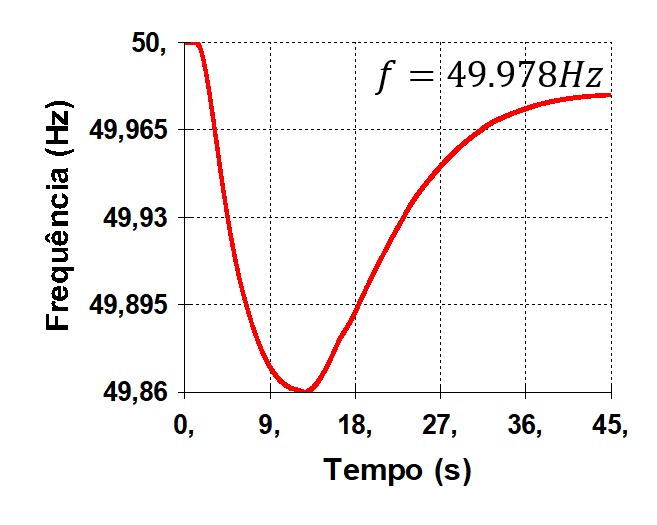 50,
f = 49.978Hz
49,965
49,93
49,895
49,86
Frequência (Hz)
0, 9, 18, 27, 36, 45,
Tempo (s)